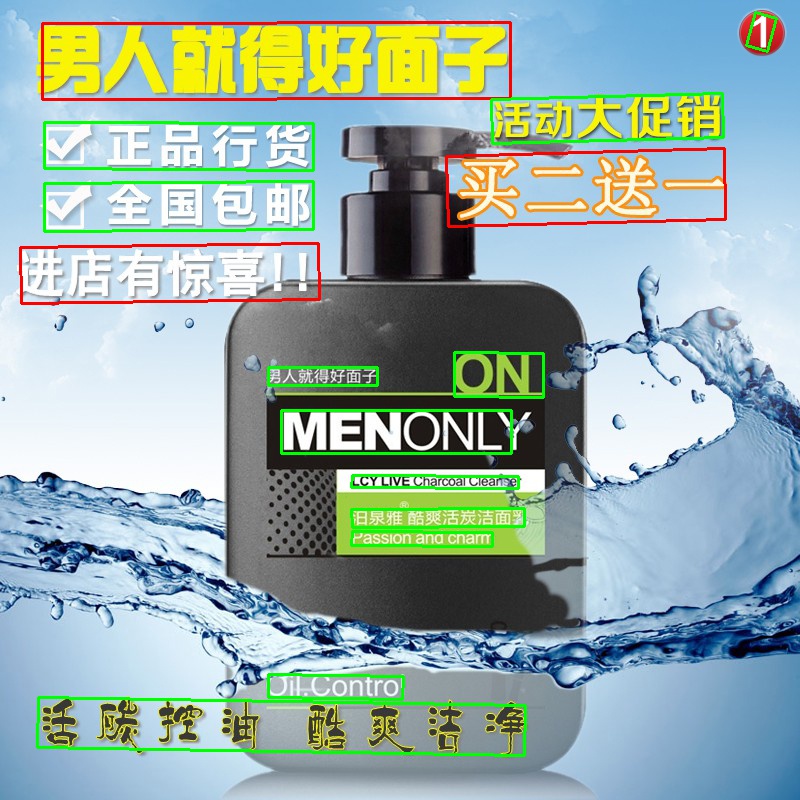 男人就得好面子
1
活动大促销
正品行货
买二送一
全国包邮
进店有惊喜!!
男人就得好面子
ON
MENONLY
LCY LIVE Charcoal Cleanse
®
泊泉雅 酷爽活炭洁面乳
Passion and charm
Oil.Contro
活炭控油 酷爽洁净